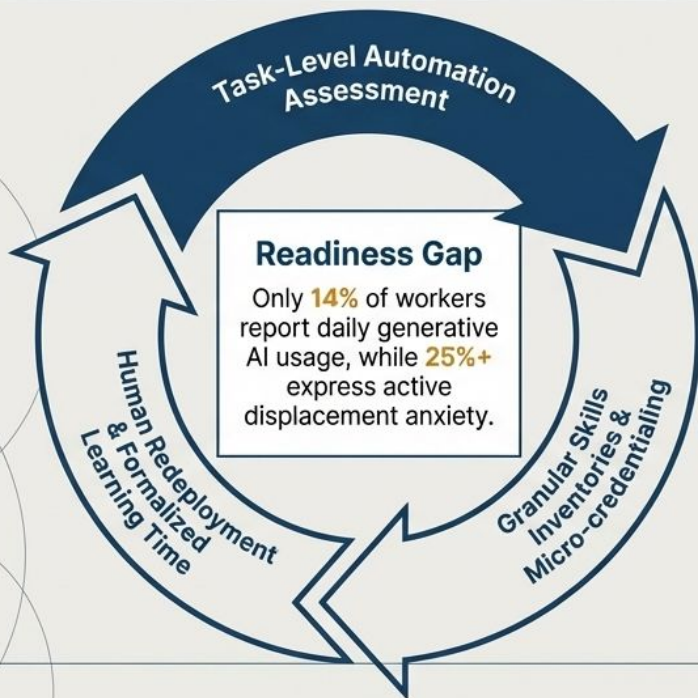 Task-Level Automation
Assessment
Readiness Gap
Only 14% of workers
report daily generative
AI usage, while 25%+
express active
displacement anxiety.
Granular Skills
Inventories &
Micro-credentialing
Human Redeployment
& Formalized
Learning Time